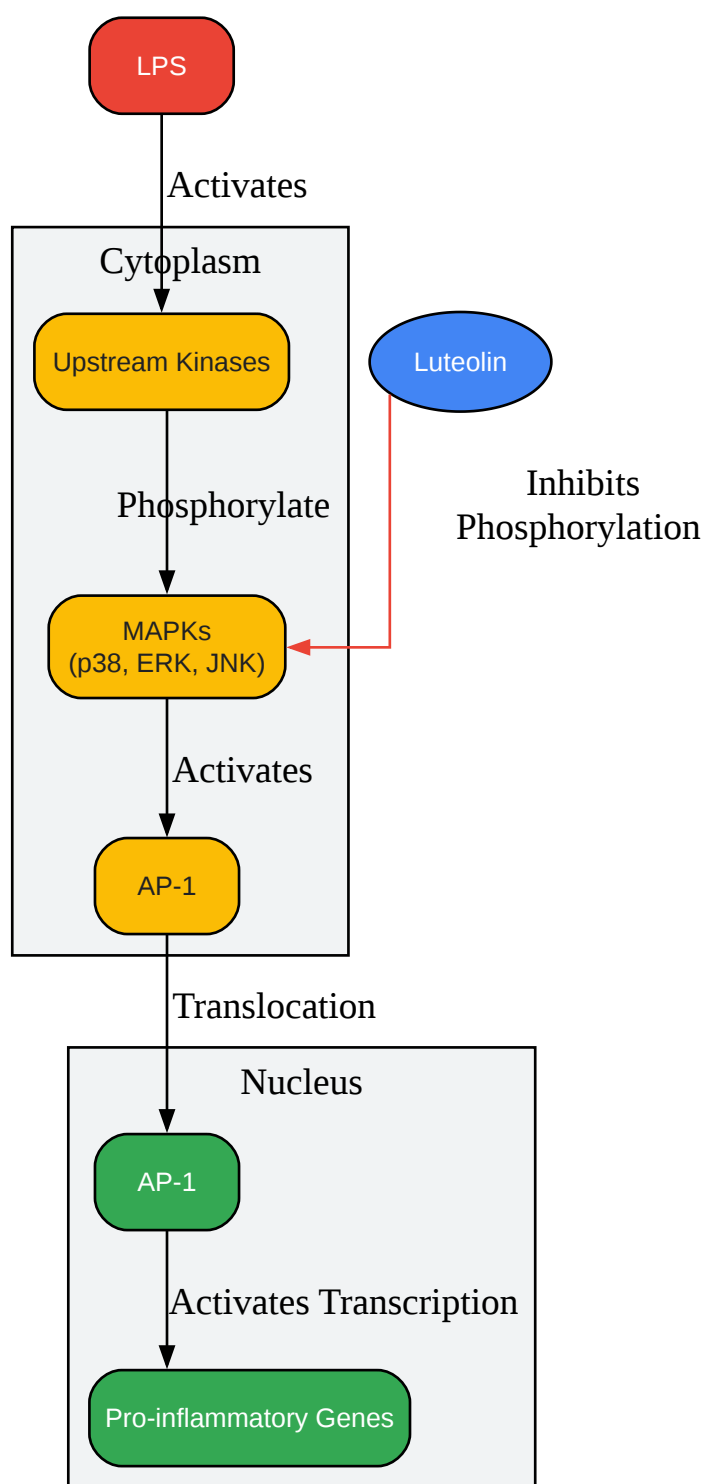 LPS
Activates
Cytoplasm
Upstream Kinases
Luteolin
Inhibits
Phosphorylation
Phosphorylate
MAPKs
(p38, ERK, JNK)
Activates
AP-1
Translocation
Nucleus
AP-1
Activates Transcription
Pro-inflammatory Genes